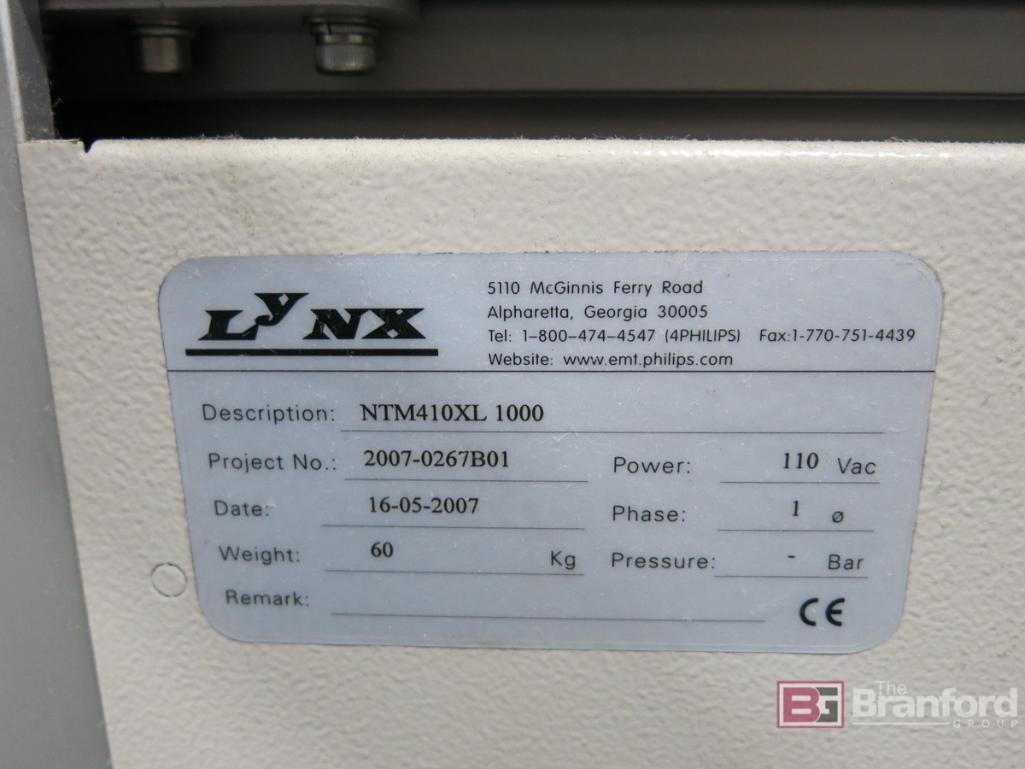 LyNX
5110 McGinnis Ferry Road
Alpharetta, Georgia 30005
Tel: 1-800-474-4547 (4PHILIPS) Fax:1-770-751-4439
Website: www.emt.philips.com
Description: NTM410XL 1000
Project No.: 2007-0267B01 Power: 110 Vac
Date: 16-05-2007 Phase: 1 ø
Weight: 60 Kg Pressure: - Bar
Remark:
CE
BG The Branford
GROUP